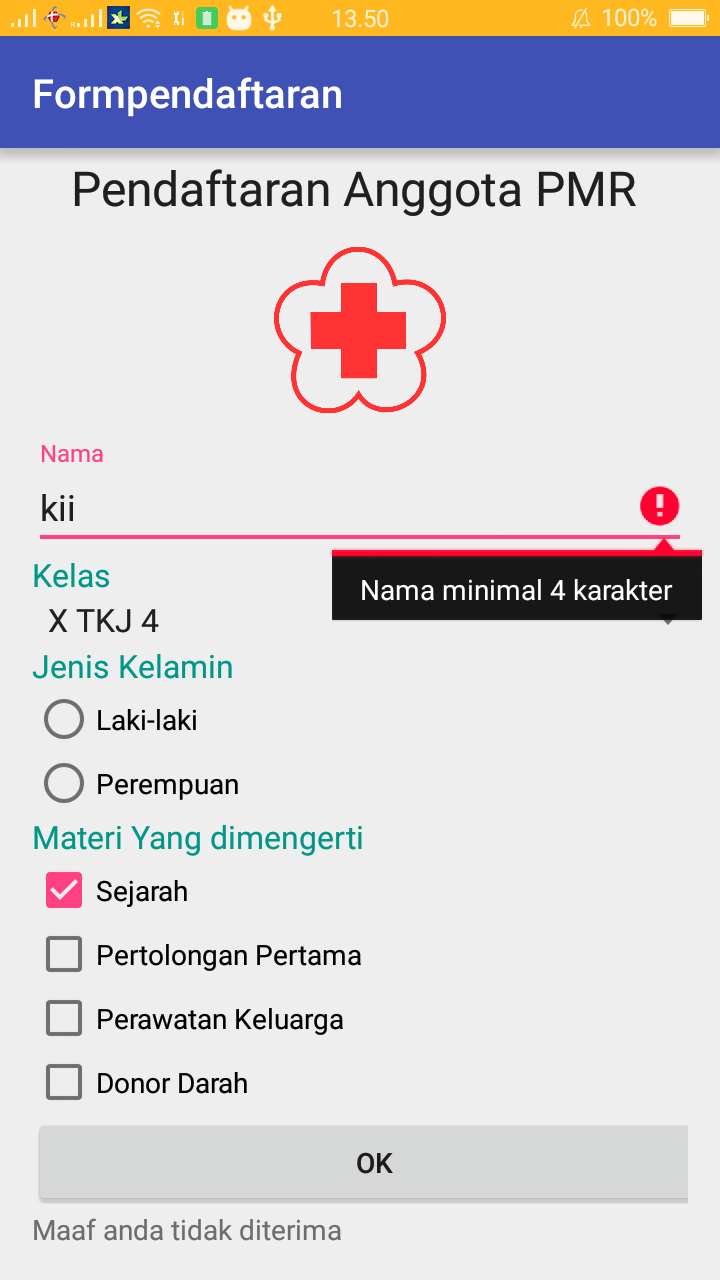 13.50
100%
Formpendaftaran
Pendaftaran Anggota PMR
Nama
kii
Nama minimal 4 karakter
Kelas
X TKJ 4
Jenis Kelamin
Laki-laki
Perempuan
Materi Yang dimengerti
Sejarah
Pertolongan Pertama
Perawatan Keluarga
Donor Darah
OK
Maaf anda tidak diterima